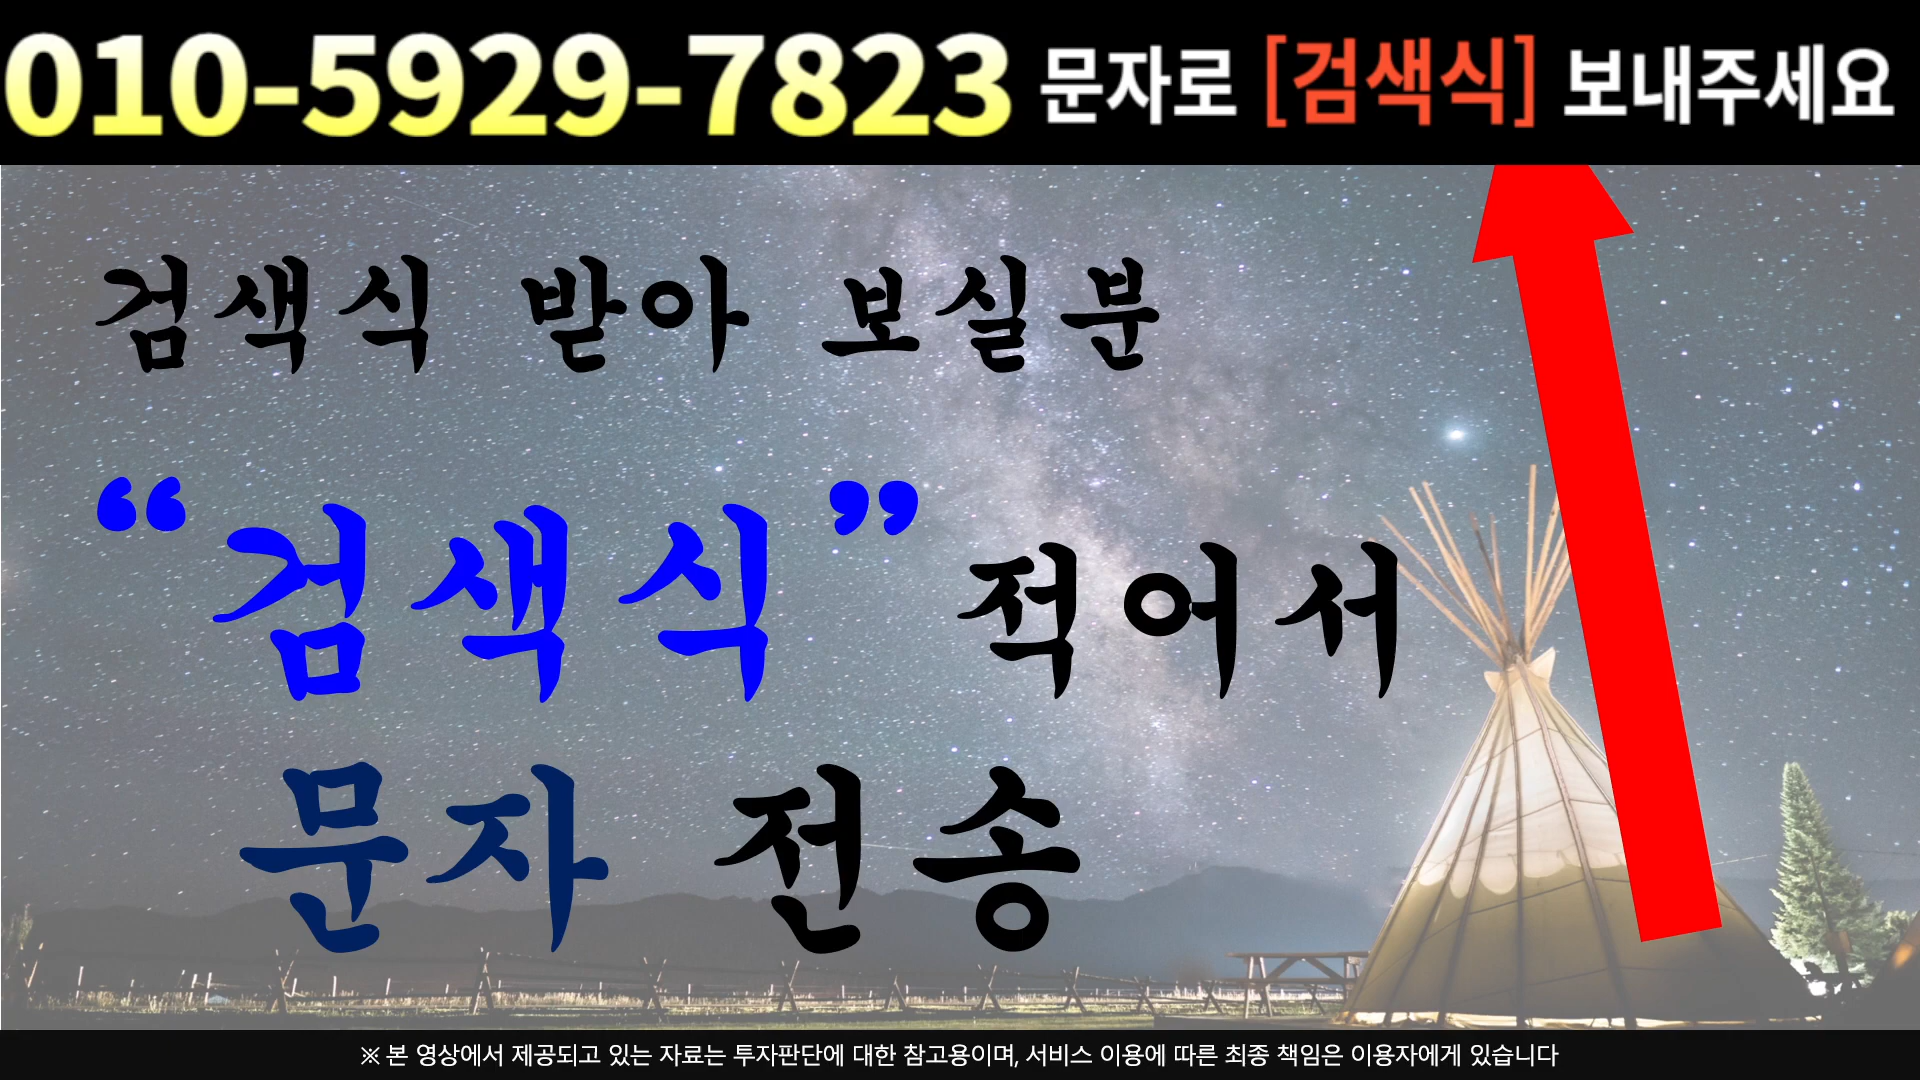 010-5929-7823 문자로 [검색식] 보내주세요
검색식 받아 보실분
“검색식” 적어서
문자 전송
※ 본 영상에서 제공되고 있는 자료는 투자판단에 대한 참고용이며, 서비스 이용에 따른 최종 책임은 이용자에게 있습니다